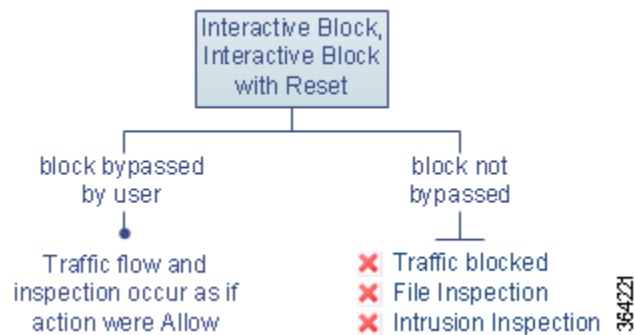 Interactive Block,
Interactive Block
with Reset
block bypassed
by user
block not
bypassed
Traffic flow and
inspection occur as if
action were Allow
Traffic blocked
File Inspection
Intrusion Inspection
364221